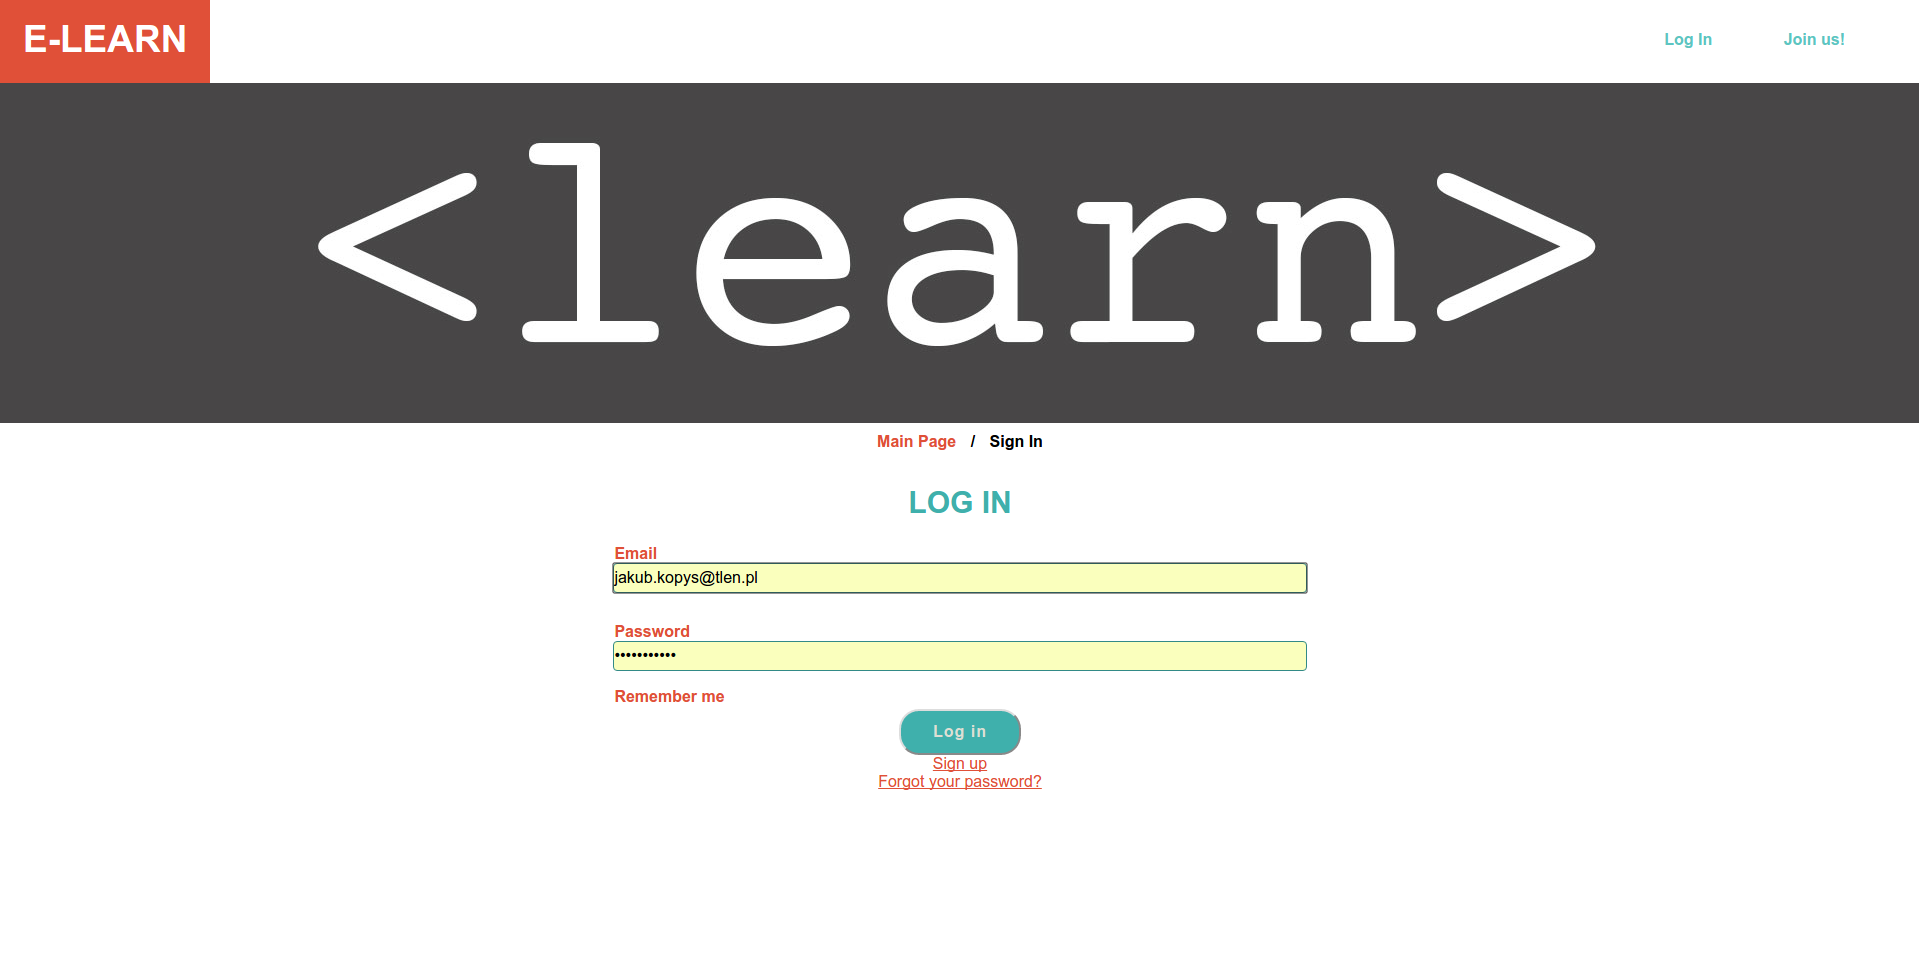 E-LEARN
Log In
Join us!
<learn>
Main Page / Sign In
LOG IN
Email
jakub.kopys@tlen.pl
Password
•••••••••••
Remember me
Log in
Sign up
Forgot your password?